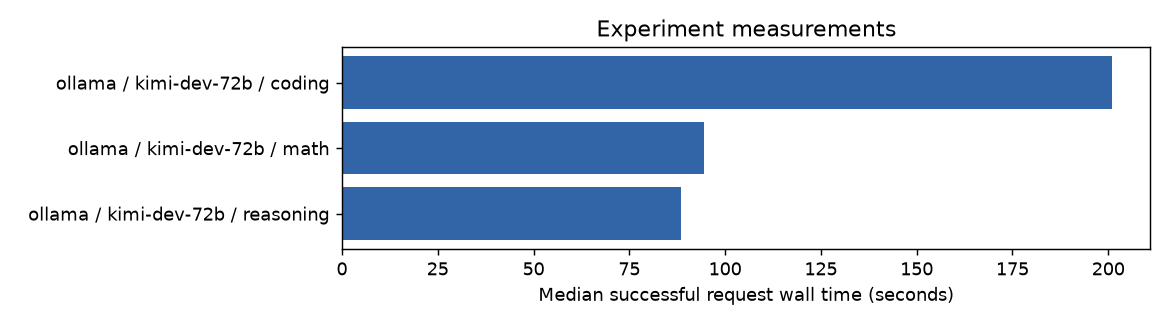 Experiment measurements
ollama / kimi-dev-72b / coding
ollama / kimi-dev-72b / math
ollama / kimi-dev-72b / reasoning
0 25 50 75 100 125 150 175 200
Median successful request wall time (seconds)